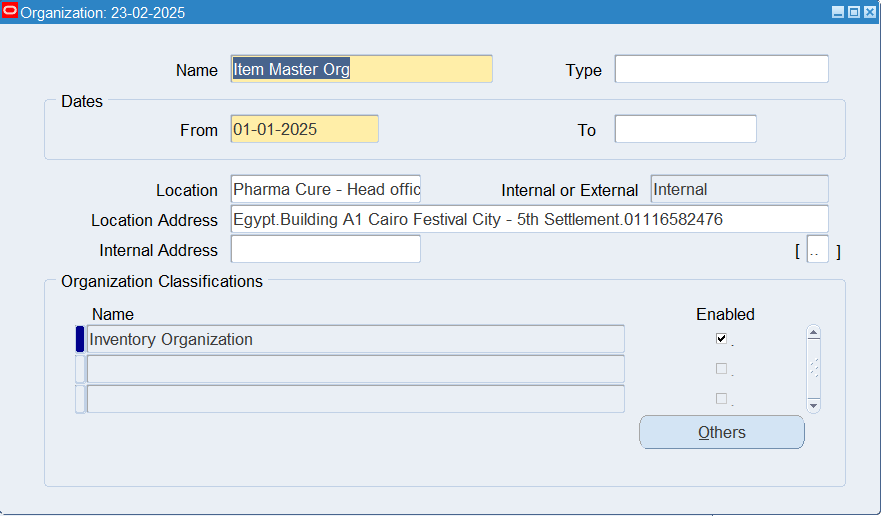 Organization: 23-02-2025
Name Item Master Org Type
Dates
From 01-01-2025 To
Location Pharma Cure - Head offic Internal or External Internal
Location Address Egypt.Building A1 Cairo Festival City - 5th Settlement.01116582476
Internal Address [ .. ]
Organization Classifications
Name Enabled
Inventory Organization .
.
.
Others